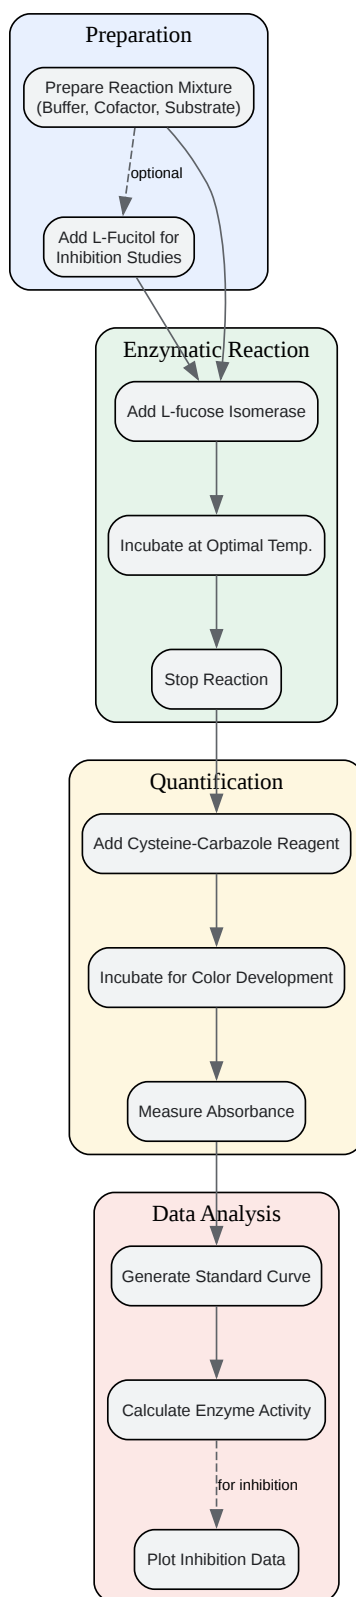 Preparation
Prepare Reaction Mixture
(Buffer, Cofactor, Substrate)
optional
Add L-Fucitol for
Inhibition Studies
Enzymatic Reaction
Add L-fucose Isomerase
Incubate at Optimal Temp.
Stop Reaction
Quantification
Add Cysteine-Carbazole Reagent
Incubate for Color Development
Measure Absorbance
Data Analysis
Generate Standard Curve
Calculate Enzyme Activity
for inhibition
Plot Inhibition Data